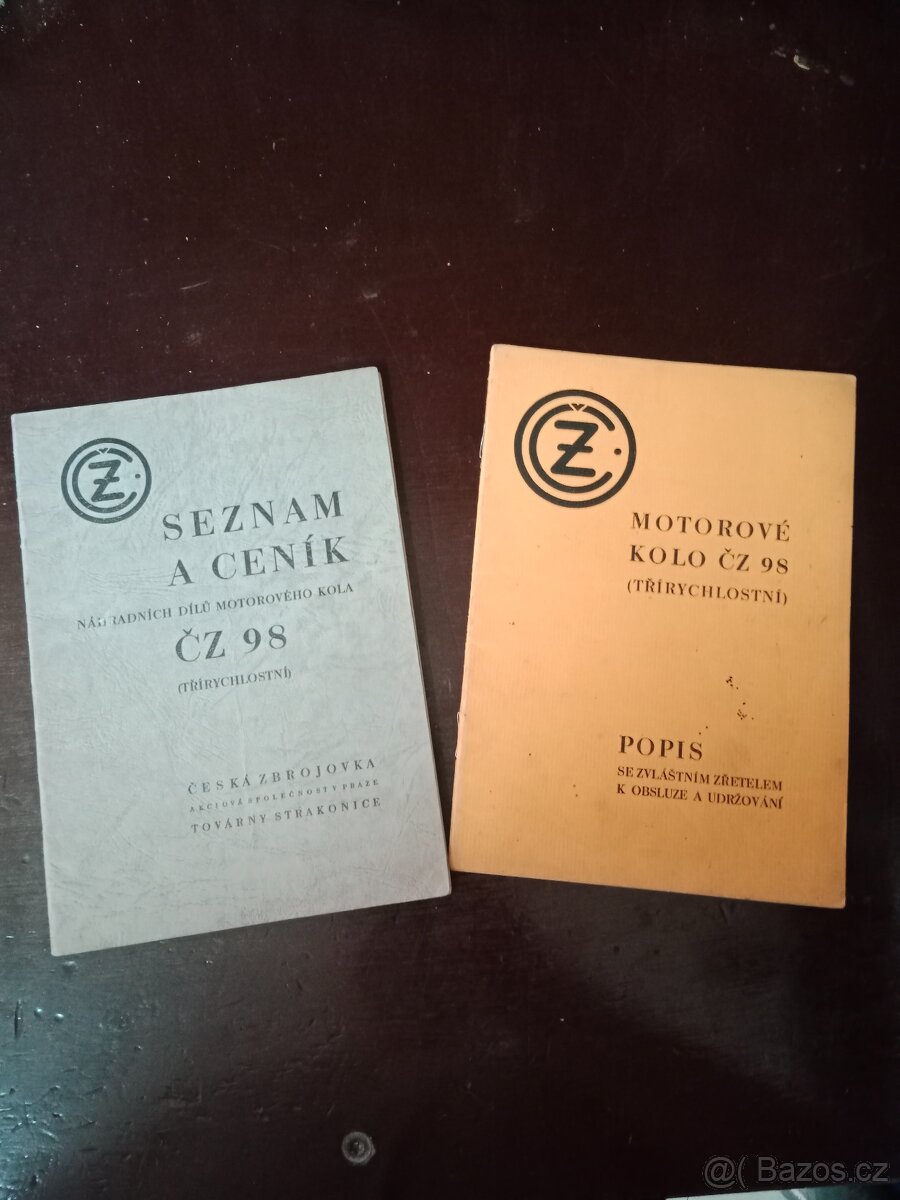 ČZ
SEZNAM
A CENÍK
NÁHRADNÍCH DÍLŮ MOTOROVÉHO KOLA
ČZ 98
(TŘÍRYCHLOSTNÍ)
ČESKÁ ZBROJOVKA
AKCIOVÁ SPOLEČNOST V PRAZE
TOVÁRNY STRAKONICE
ČZ
MOTOROVÉ
KOLO ČZ 98
(TŘÍRYCHLOSTNÍ)
POPIS
SE ZVLÁŠTNÍM ZŘETELEM
K OBSLUZE A UDRŽOVÁNÍ
@( Bazos.cz